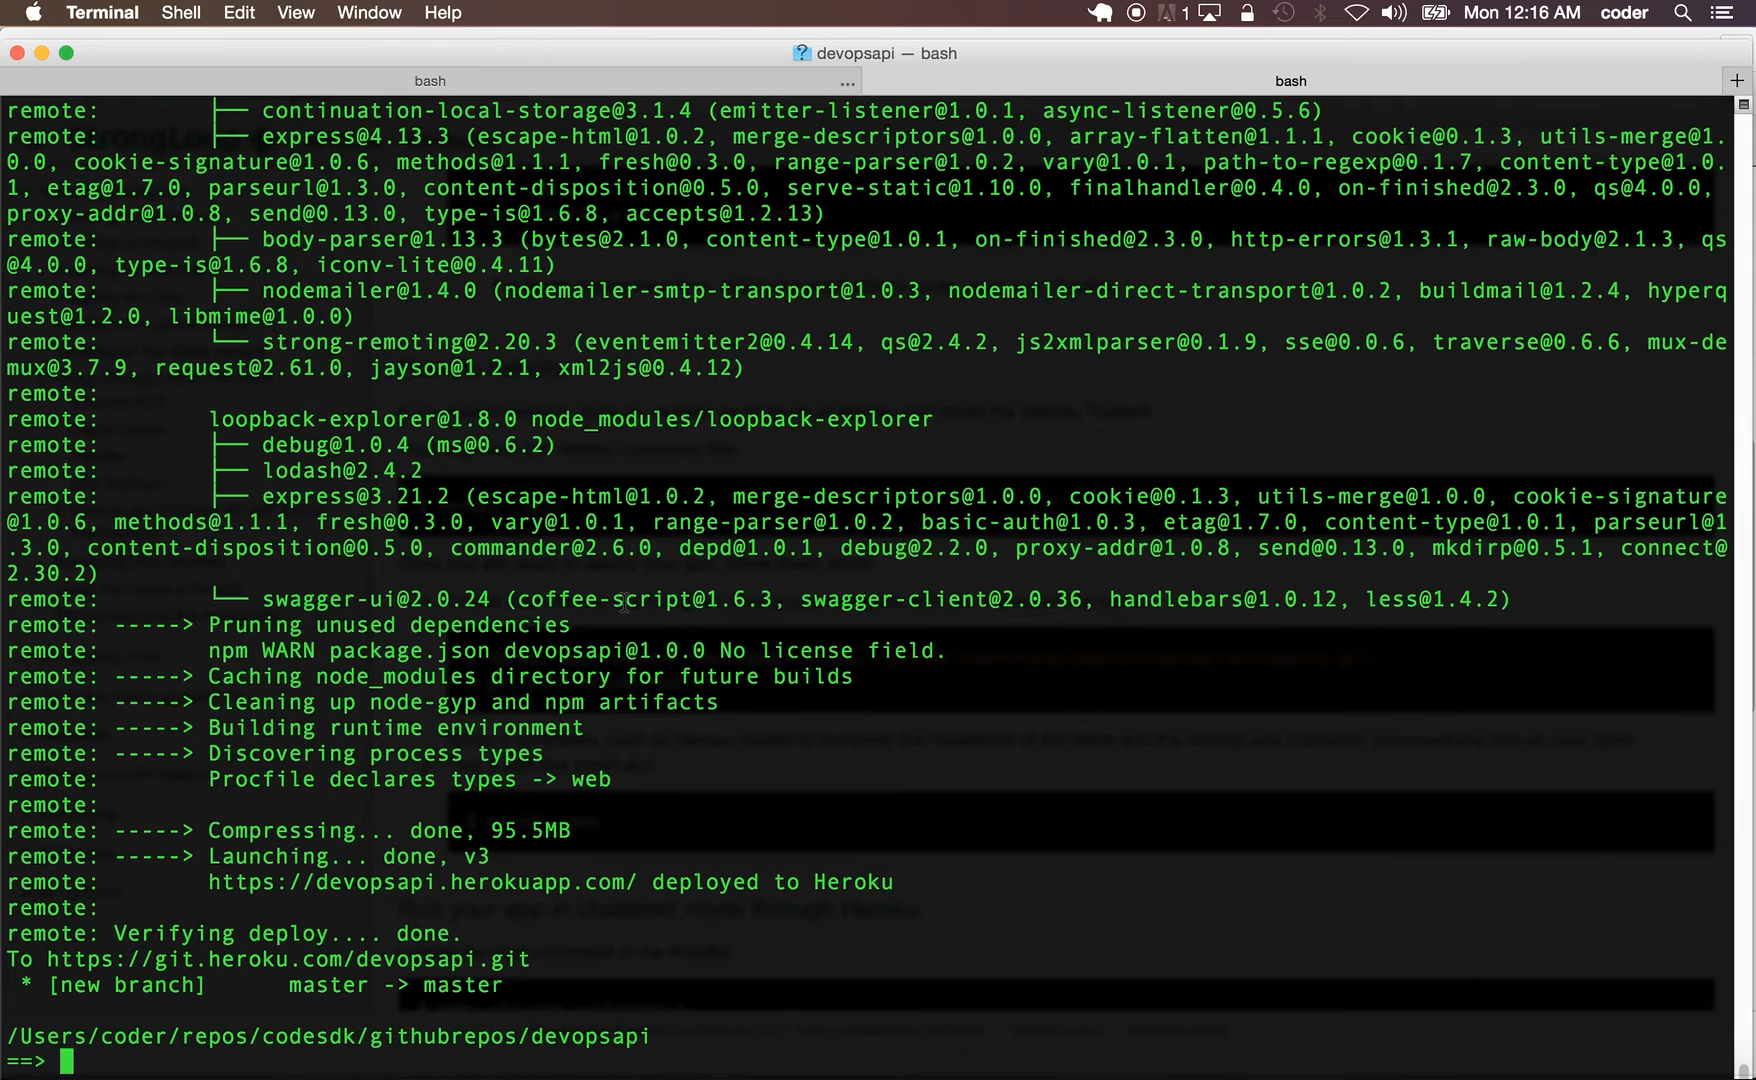 Terminal Shell Edit View Window Help 1 Mon 12:16 AM coder
devopsapi — bash
bash ... bash +
remote:        ├── continuation-local-storage@3.1.4 (emitter-listener@1.0.1, async-listener@0.5.6)
remote:        ├── express@4.13.3 (escape-html@1.0.2, merge-descriptors@1.0.0, array-flatten@1.1.1, cookie@0.1.3, utils-merge@1.
0.0, cookie-signature@1.0.6, methods@1.1.1, fresh@0.3.0, range-parser@1.0.2, vary@1.0.1, path-to-regexp@0.1.7, content-type@1.0.
1, etag@1.7.0, parseurl@1.3.0, content-disposition@0.5.0, serve-static@1.10.0, finalhandler@0.4.0, on-finished@2.3.0, qs@4.0.0,
proxy-addr@1.0.8, send@0.13.0, type-is@1.6.8, accepts@1.2.13)
remote:        ├── body-parser@1.13.3 (bytes@2.1.0, content-type@1.0.1, on-finished@2.3.0, http-errors@1.3.1, raw-body@2.1.3, qs
@4.0.0, type-is@1.6.8, iconv-lite@0.4.11)
remote:        ├── nodemailer@1.4.0 (nodemailer-smtp-transport@1.0.3, nodemailer-direct-transport@1.0.2, buildmail@1.2.4, hyperq
uest@1.2.0, libmime@1.0.0)
remote:        └── strong-remoting@2.20.3 (eventemitter2@0.4.14, qs@2.4.2, js2xmlparser@0.1.9, sse@0.0.6, traverse@0.6.6, mux-de
mux@3.7.9, request@2.61.0, jayson@1.2.1, xml2js@0.4.12)
remote:
remote:        loopback-explorer@1.8.0 node_modules/loopback-explorer
remote:        ├── debug@1.0.4 (ms@0.6.2)
remote:        ├── lodash@2.4.2
remote:        ├── express@3.21.2 (escape-html@1.0.2, merge-descriptors@1.0.0, cookie@0.1.3, utils-merge@1.0.0, cookie-signature
@1.0.6, methods@1.1.1, fresh@0.3.0, vary@1.0.1, range-parser@1.0.2, basic-auth@1.0.3, etag@1.7.0, content-type@1.0.1, parseurl@1
.3.0, content-disposition@0.5.0, commander@2.6.0, depd@1.0.1, debug@2.2.0, proxy-addr@1.0.8, send@0.13.0, mkdirp@0.5.1, connect@
2.30.2)
remote:        └── swagger-ui@2.0.24 (coffee-script@1.6.3, swagger-client@2.0.36, handlebars@1.0.12, less@1.4.2)
remote: -----> Pruning unused dependencies
remote:        npm WARN package.json devopsapi@1.0.0 No license field.
remote: -----> Caching node_modules directory for future builds
remote: -----> Cleaning up node-gyp and npm artifacts
remote: -----> Building runtime environment
remote: -----> Discovering process types
remote:        Procfile declares types -> web
remote:
remote: -----> Compressing... done, 95.5MB
remote: -----> Launching... done, v3
remote:        https://devopsapi.herokuapp.com/ deployed to Heroku
remote:
remote: Verifying deploy.... done.
To https://git.heroku.com/devopsapi.git
 * [new branch]      master -> master
/Users/coder/repos/codesdk/githubrepos/devopsapi
==>